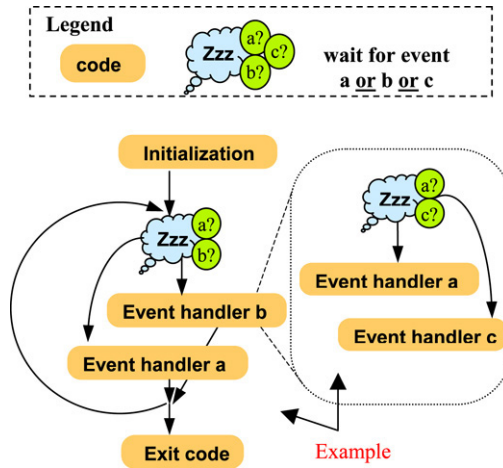 Legend
code
Zzz
a?
c?
b?
wait for event
a or b or c
Initialization
Zzz
a?
b?
Event handler b
Event handler a
Exit code
Zzz
a?
c?
Event handler a
Event handler c
Example